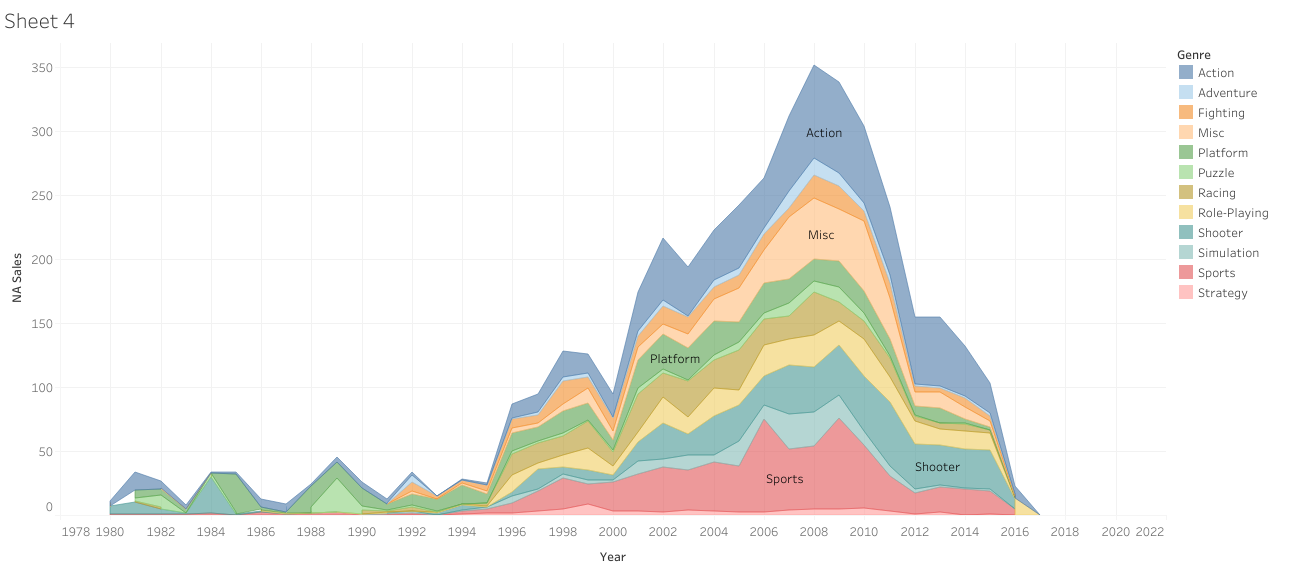 Sheet 4
Genre
Action
Adventure
Fighting
Misc
Platform
Puzzle
Racing
Role-Playing
Shooter
Simulation
Sports
Strategy
NA Sales
350
300
250
200
150
100
50
0
Action
Misc
Platform
Shooter
Sports
1978 1980 1982 1984 1986 1988 1990 1992 1994 1996 1998 2000 2002 2004 2006 2008 2010 2012 2014 2016 2018 2020 2022
Year